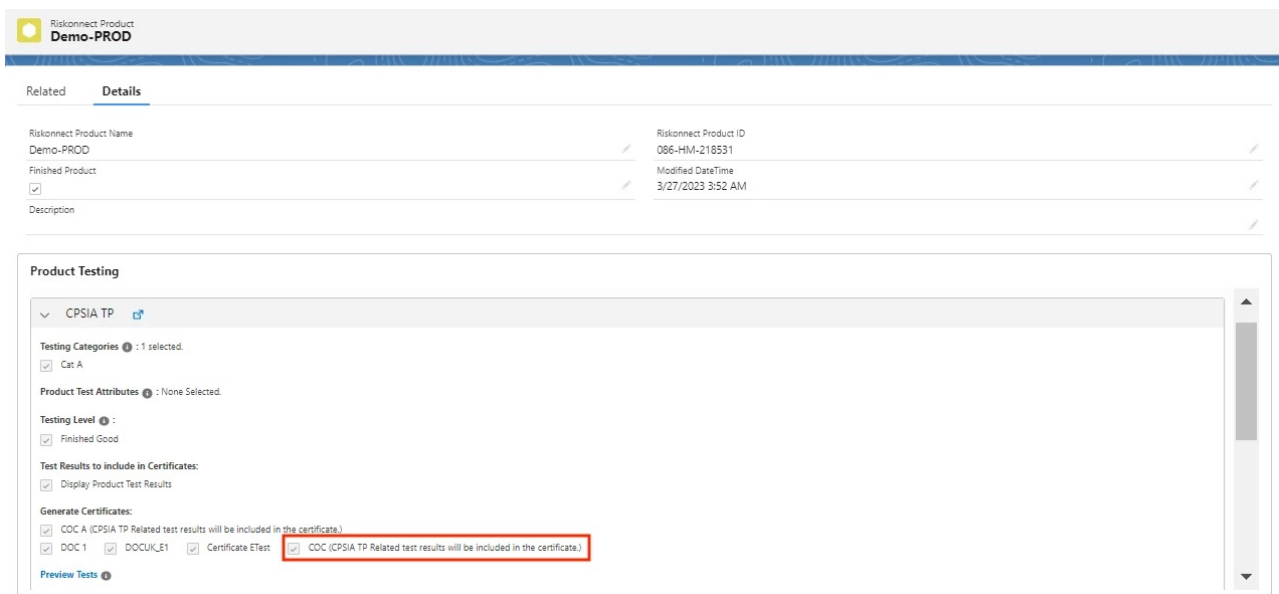 Riskonnect Product
Demo-PROD
Related Details
Riskonnect Product Name
Demo-PROD
Riskonnect Product ID
086-HM-218531
Finished Product
Modified DateTime
3/27/2023 3:52 AM
Description
Product Testing
CPSIA TP
Testing Categories : 1 selected.
Cat A
Product Test Attributes : None Selected.
Testing Level :
Finished Good
Test Results to include in Certificates:
Display Product Test Results
Generate Certificates:
COC A (CPSIA TP Related test results will be included in the certificate.)
DOC 1 DOCUK_E1 Certificate ETest COC (CPSIA TP Related test results will be included in the certificate.)
Preview Tests